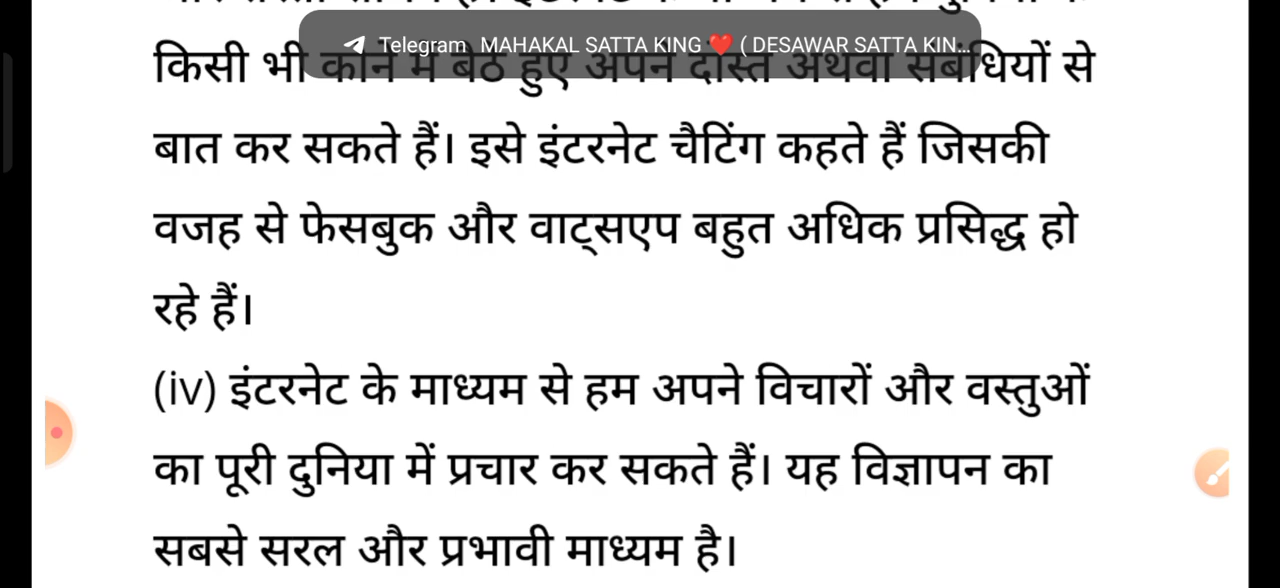 Telegram MAHAKAL SATTA KING ❤️ ( DESAWAR SATTA KIN...
किसी भी कोने में बैठे हुए अपने दोस्त अथवा संबंधियों से
बात कर सकते हैं। इसे इंटरनेट चैटिंग कहते हैं जिसकी
वजह से फेसबुक और वाट्सएप बहुत अधिक प्रसिद्ध हो
रहे हैं।
(iv) इंटरनेट के माध्यम से हम अपने विचारों और वस्तुओं
का पूरी दुनिया में प्रचार कर सकते हैं। यह विज्ञापन का
सबसे सरल और प्रभावी माध्यम है।